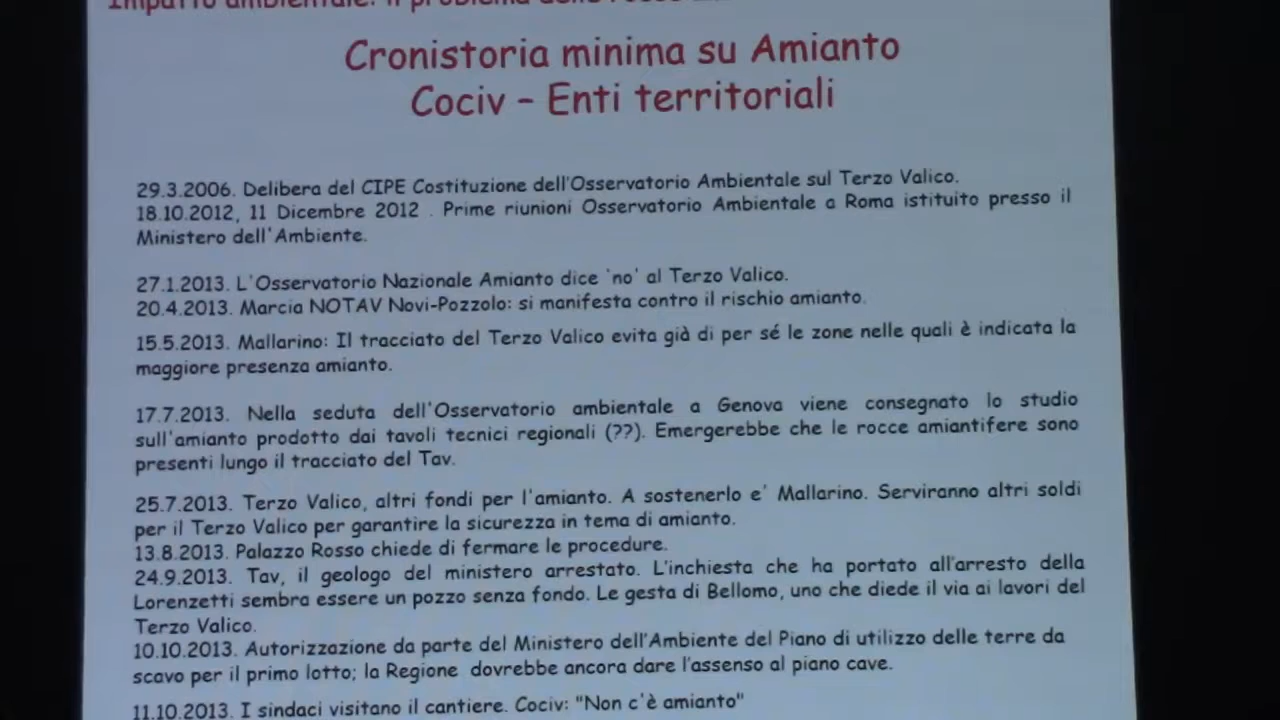 Impatto ambientale: il problema delle rocce
Cronistoria minima su Amianto
Cociv – Enti territoriali
29.3.2006. Delibera del CIPE Costituzione dell'Osservatorio Ambientale sul Terzo Valico.
18.10.2012, 11 Dicembre 2012 . Prime riunioni Osservatorio Ambientale a Roma istituito presso il
Ministero dell'Ambiente.
27.1.2013. L'Osservatorio Nazionale Amianto dice 'no' al Terzo Valico.
20.4.2013. Marcia NOTAV Novi-Pozzolo: si manifesta contro il rischio amianto.
15.5.2013. Mallarino: Il tracciato del Terzo Valico evita già di per sé le zone nelle quali è indicata la
maggiore presenza amianto.
17.7.2013. Nella seduta dell'Osservatorio ambientale a Genova viene consegnato lo studio
sull'amianto prodotto dai tavoli tecnici regionali (??). Emergerebbe che le rocce amiantifere sono
presenti lungo il tracciato del Tav.
25.7.2013. Terzo Valico, altri fondi per l'amianto. A sostenerlo e' Mallarino. Serviranno altri soldi
per il Terzo Valico per garantire la sicurezza in tema di amianto.
13.8.2013. Palazzo Rosso chiede di fermare le procedure.
24.9.2013. Tav, il geologo del ministero arrestato. L'inchiesta che ha portato all'arresto della
Lorenzetti sembra essere un pozzo senza fondo. Le gesta di Bellomo, uno che diede il via ai lavori del
Terzo Valico.
10.10.2013. Autorizzazione da parte del Ministero dell'Ambiente del Piano di utilizzo delle terre da
scavo per il primo lotto; la Regione dovrebbe ancora dare l'assenso al piano cave.
11.10.2013. I sindaci visitano il cantiere. Cociv: "Non c'è amianto"